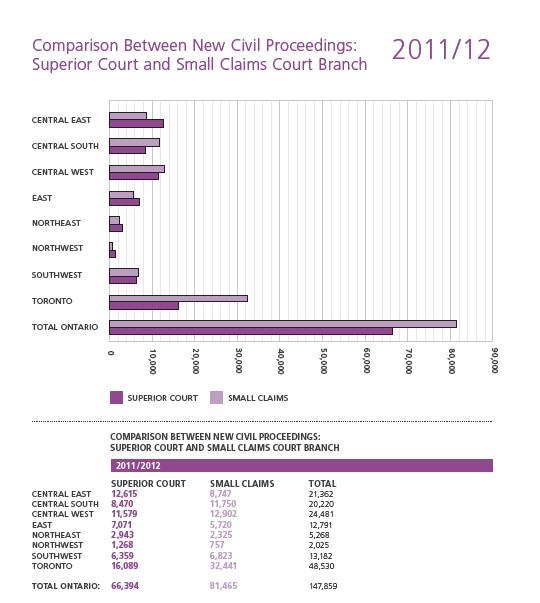 Comparison Between New Civil Proceedings:
Superior Court and Small Claims Court Branch
2011/12
CENTRAL EAST
CENTRAL SOUTH
CENTRAL WEST
EAST
NORTHEAST
NORTHWEST
SOUTHWEST
TORONTO
TOTAL ONTARIO
0 10,000 20,000 30,000 40,000 50,000 60,000 70,000 80,000 90,000
SUPERIOR COURT SMALL CLAIMS
COMPARISON BETWEEN NEW CIVIL PROCEEDINGS:
SUPERIOR COURT AND SMALL CLAIMS COURT BRANCH
2011/2012
SUPERIOR COURT SMALL CLAIMS TOTAL
CENTRAL EAST 12,615 8,747 21,362
CENTRAL SOUTH 8,470 11,750 20,220
CENTRAL WEST 11,579 12,902 24,481
EAST 7,071 5,720 12,791
NORTHEAST 2,943 2,325 5,268
NORTHWEST 1,268 757 2,025
SOUTHWEST 6,359 6,823 13,182
TORONTO 16,089 32,441 48,530
TOTAL ONTARIO: 66,394 81,465 147,859